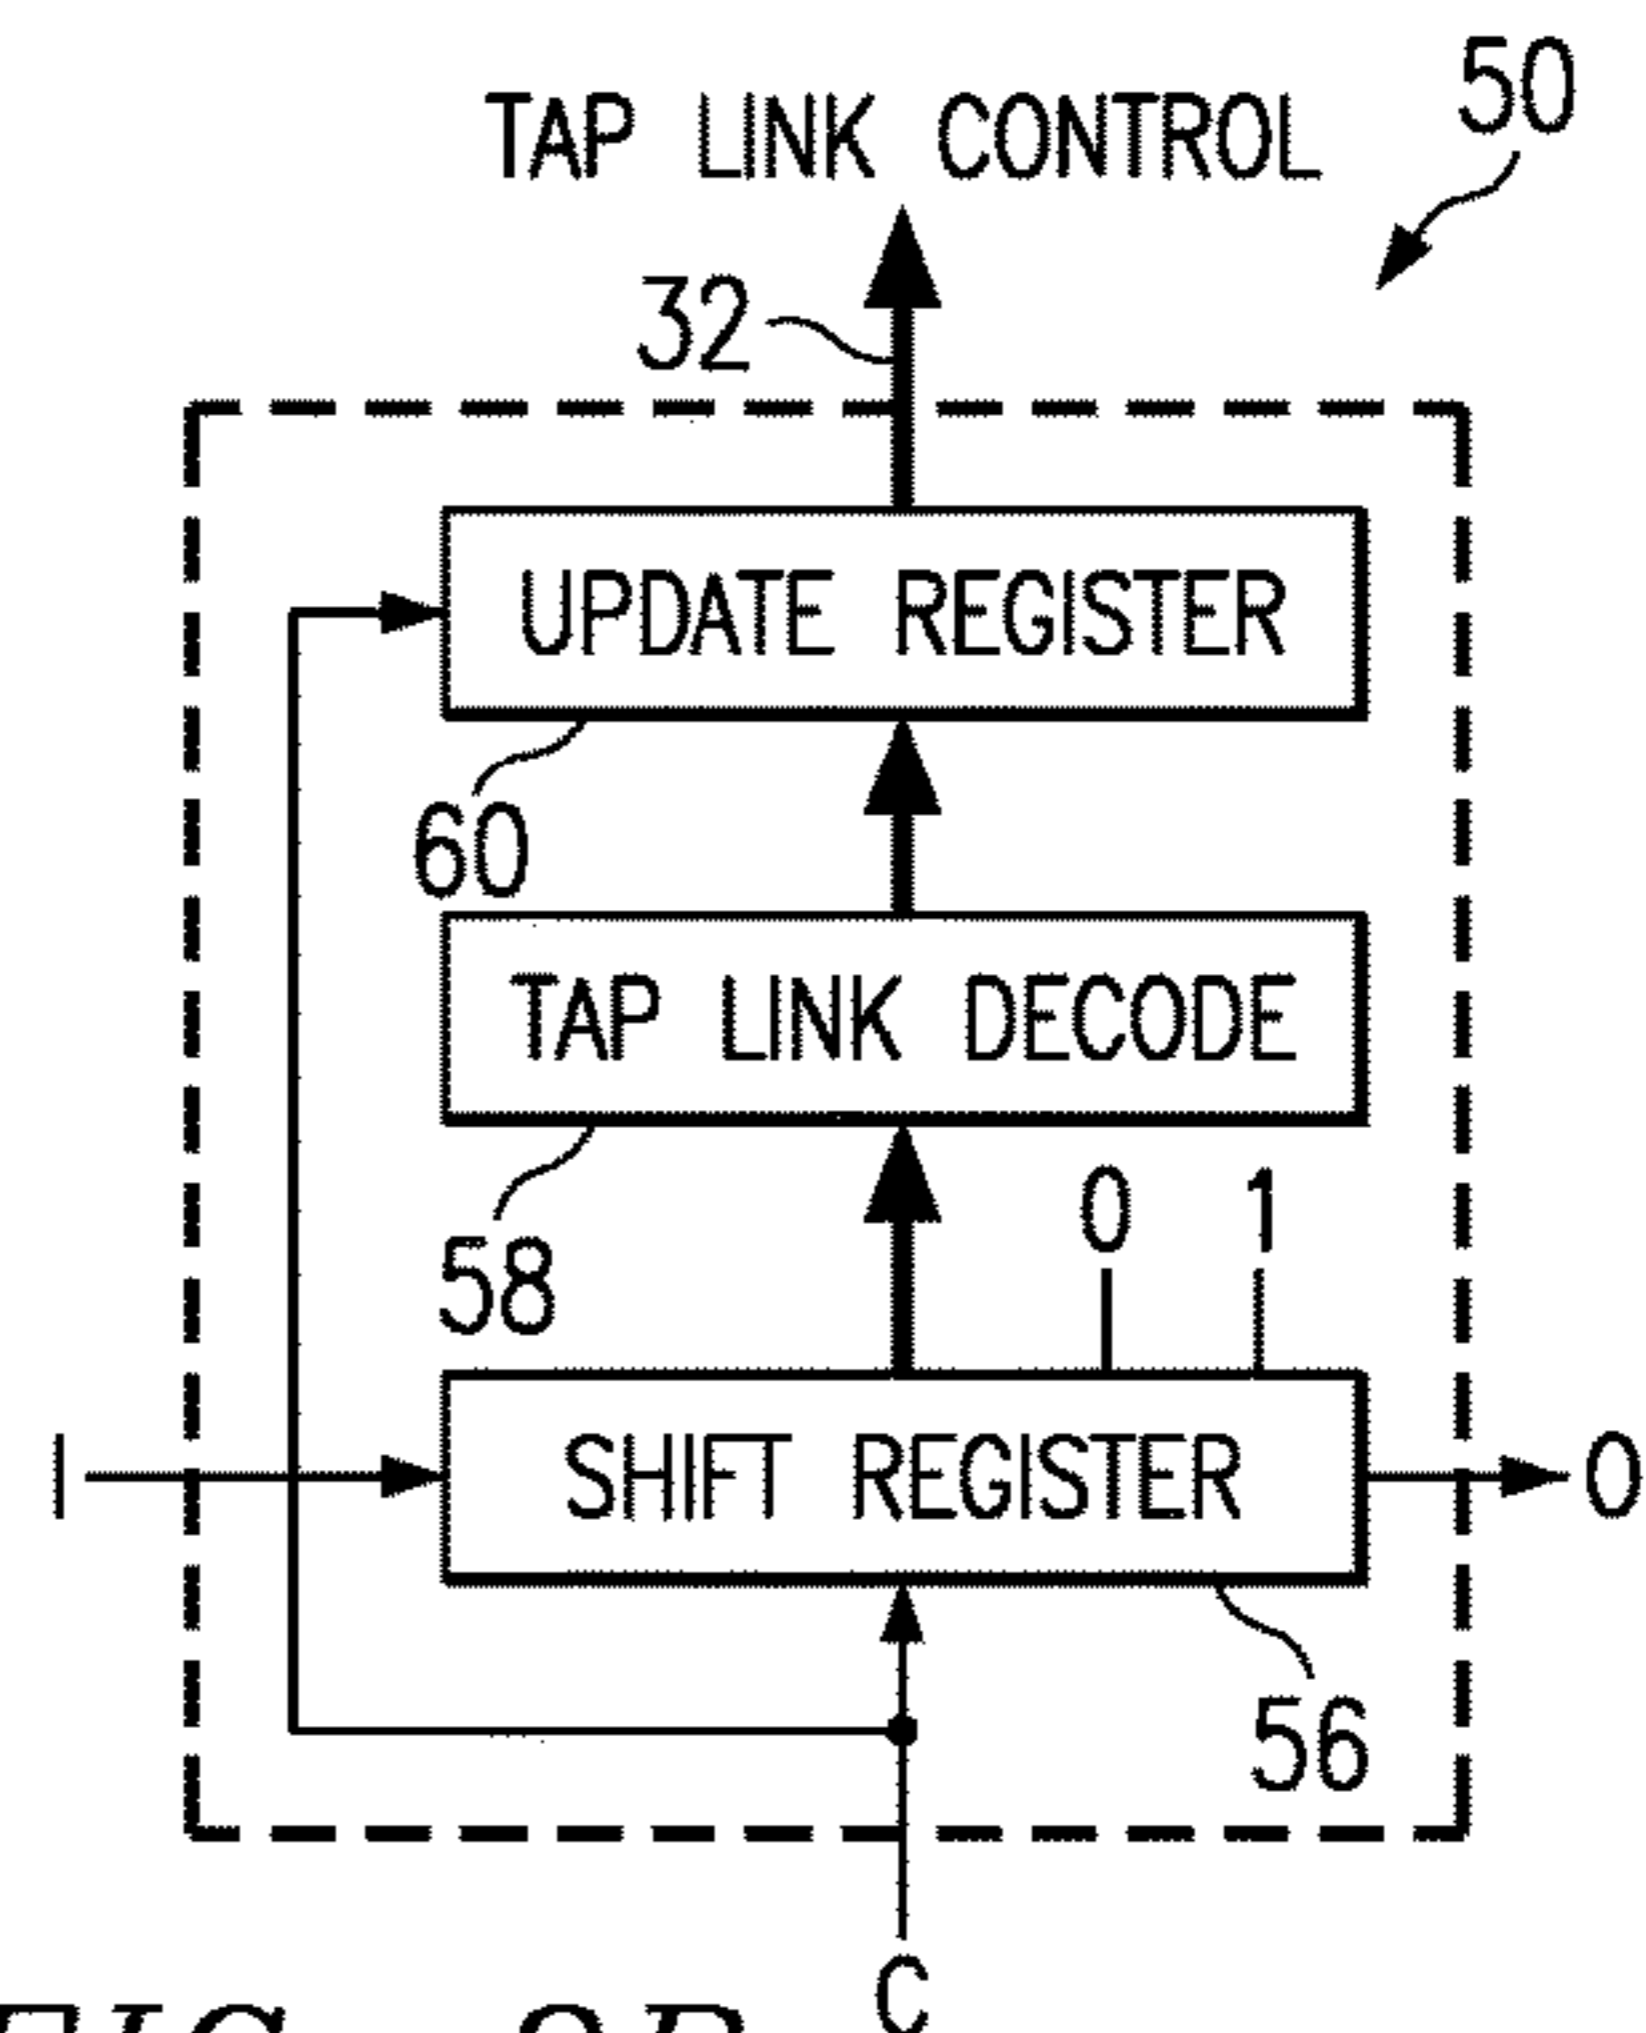 50
TAP LINK CONTROL
32
UPDATE REGISTER
60
TAP LINK DECODE
58
0 1
I SHIFT REGISTER O
56
C